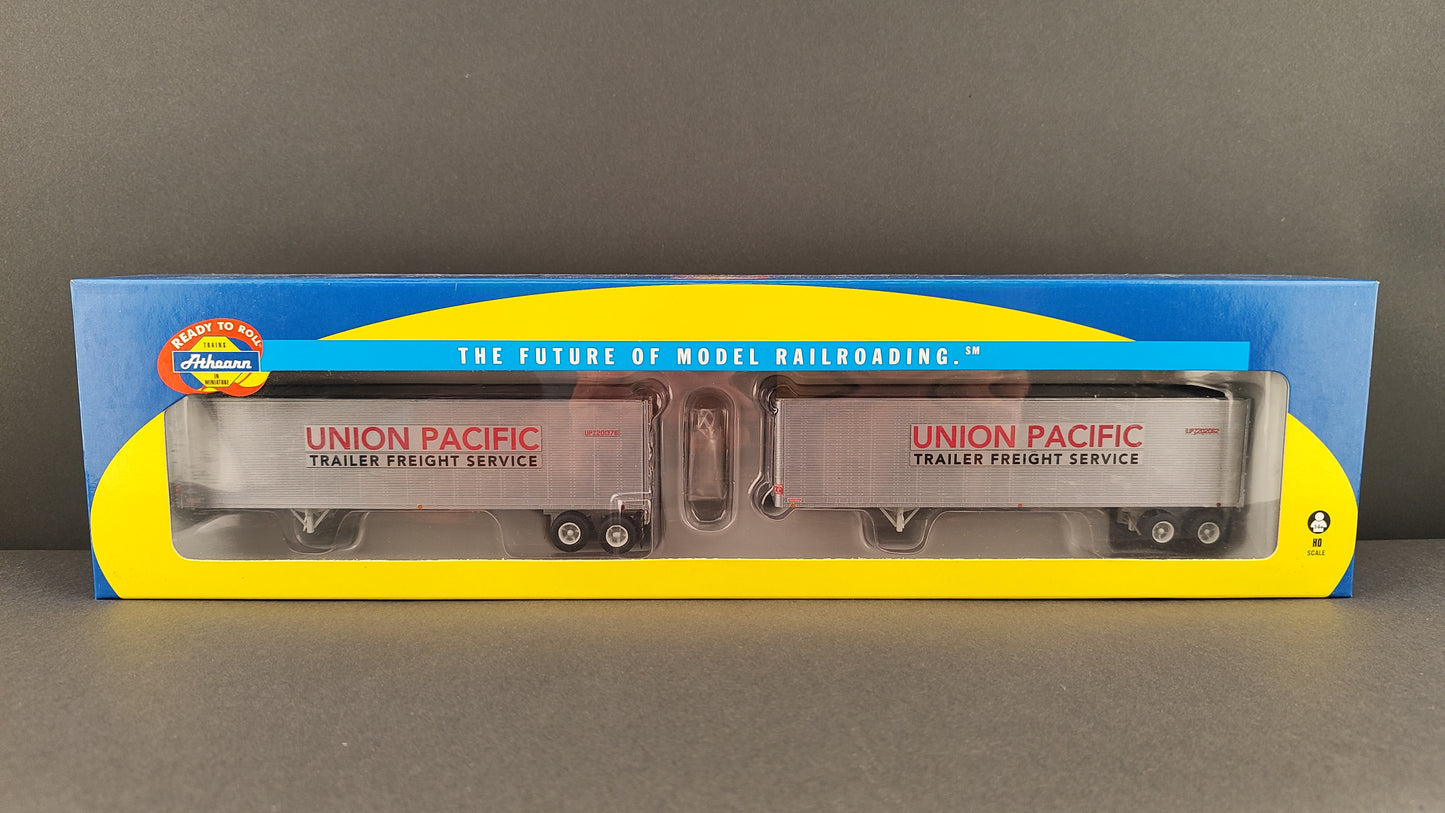 READY TO ROLL
TRAINS
Athearn
IN
MINIATURE
THE FUTURE OF MODEL RAILROADING.℠
UNION PACIFIC
TRAILER FREIGHT SERVICE
UNION PACIFIC
TRAILER FREIGHT SERVICE
HO
SCALE